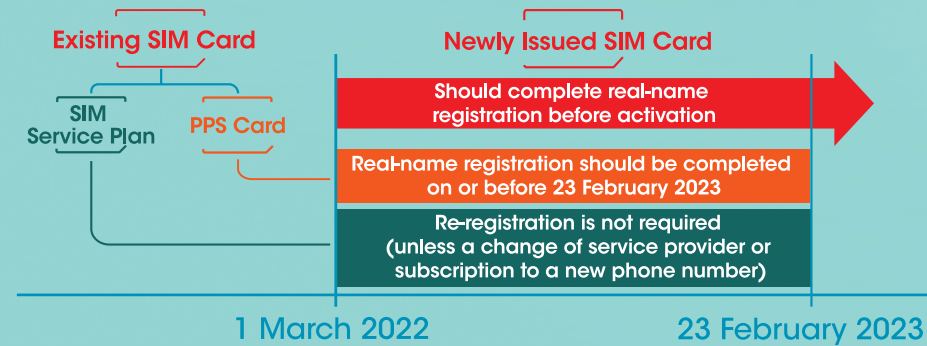 Existing SIM Card
Newly Issued SIM Card
SIM
Service Plan
PPS Card
Should complete real-name
registration before activation
Real-name registration should be completed
on or before 23 February 2023
Re-registration is not required
(unless a change of service provider or
subscription to a new phone number)
1 March 2022
23 February 2023